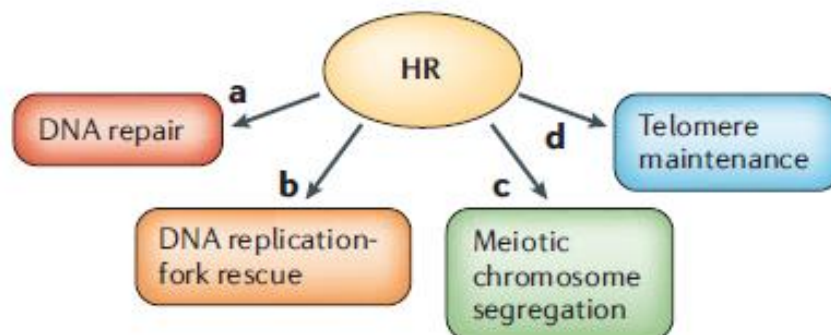 HR
a
DNA repair
b
DNA replication-
fork rescue
c
Meiotic
chromosome
segregation
d
Telomere
maintenance